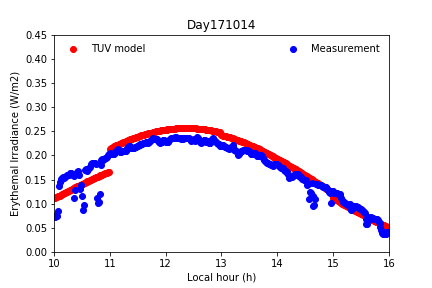 Day171014
TUV model
Measurement
Erythemal Irradiance (W/m2)
0.45
0.40
0.35
0.30
0.25
0.20
0.15
0.10
0.05
0.00
10 11 12 13 14 15 16
Local hour (h)